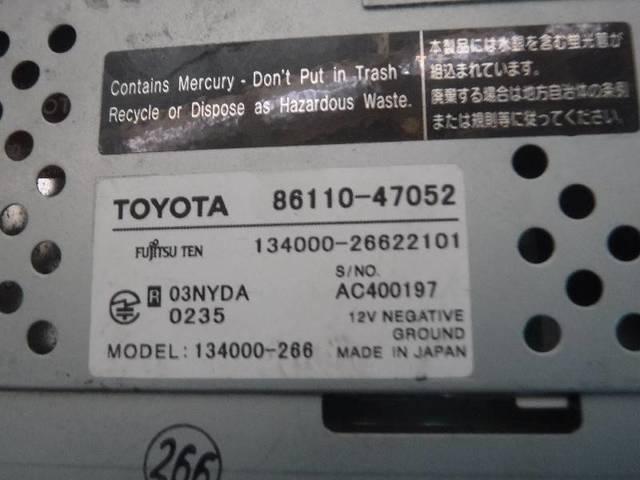 Contains Mercury - Don't Put in Trash -
Recycle or Dispose as Hazardous Waste.
本製品には水銀を含む蛍光管が
組込まれています。
廃棄する場合は地方自治体の条例
または規則等に従ってください。
TOYOTA 86110-47052
FUJITSU TEN 134000-26622101
S/NO.
R 03NYDA AC400197
0235 12V NEGATIVE
GROUND
MODEL: 134000-266 MADE IN JAPAN
266